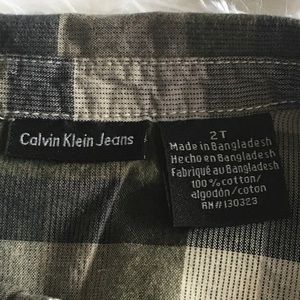 Calvin Klein Jeans
2T
Made in Bangladesh
Hecho en Bangladesh
Fabriqué au Bangladesh
100% cotton/
algodón/coton
RN#130323